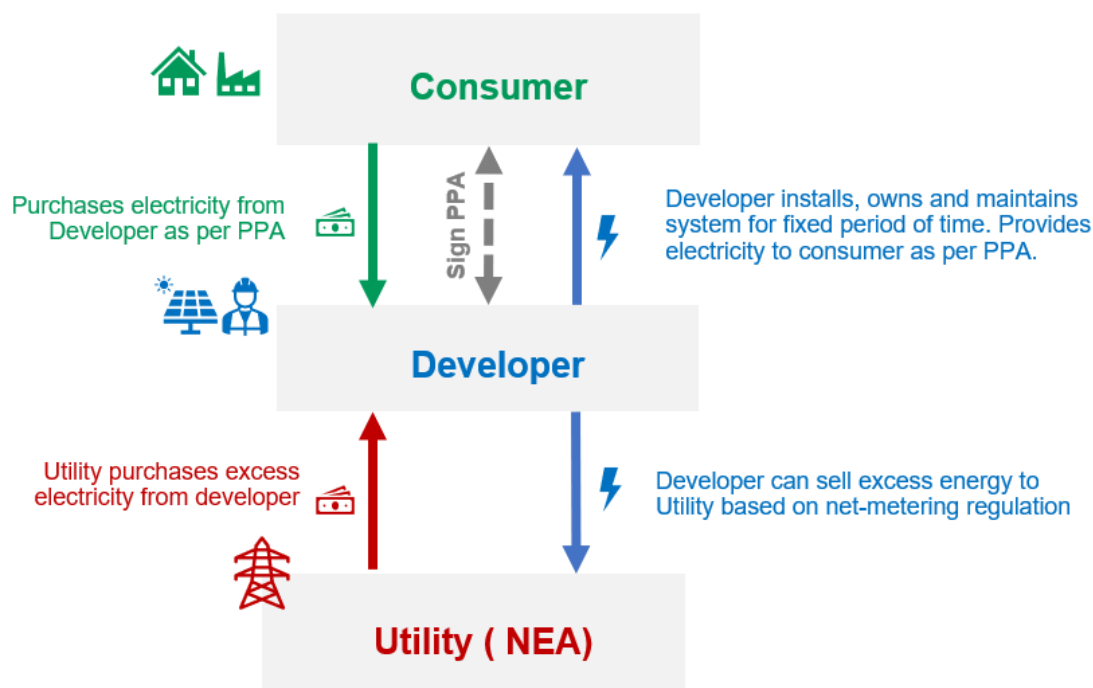 Consumer
Purchases electricity from
Developer as per PPA
Sign PPA
Developer installs, owns and maintains
system for fixed period of time. Provides
electricity to consumer as per PPA.
Developer
Utility purchases excess
electricity from developer
Developer can sell excess energy to
Utility based on net-metering regulation
Utility ( NEA)